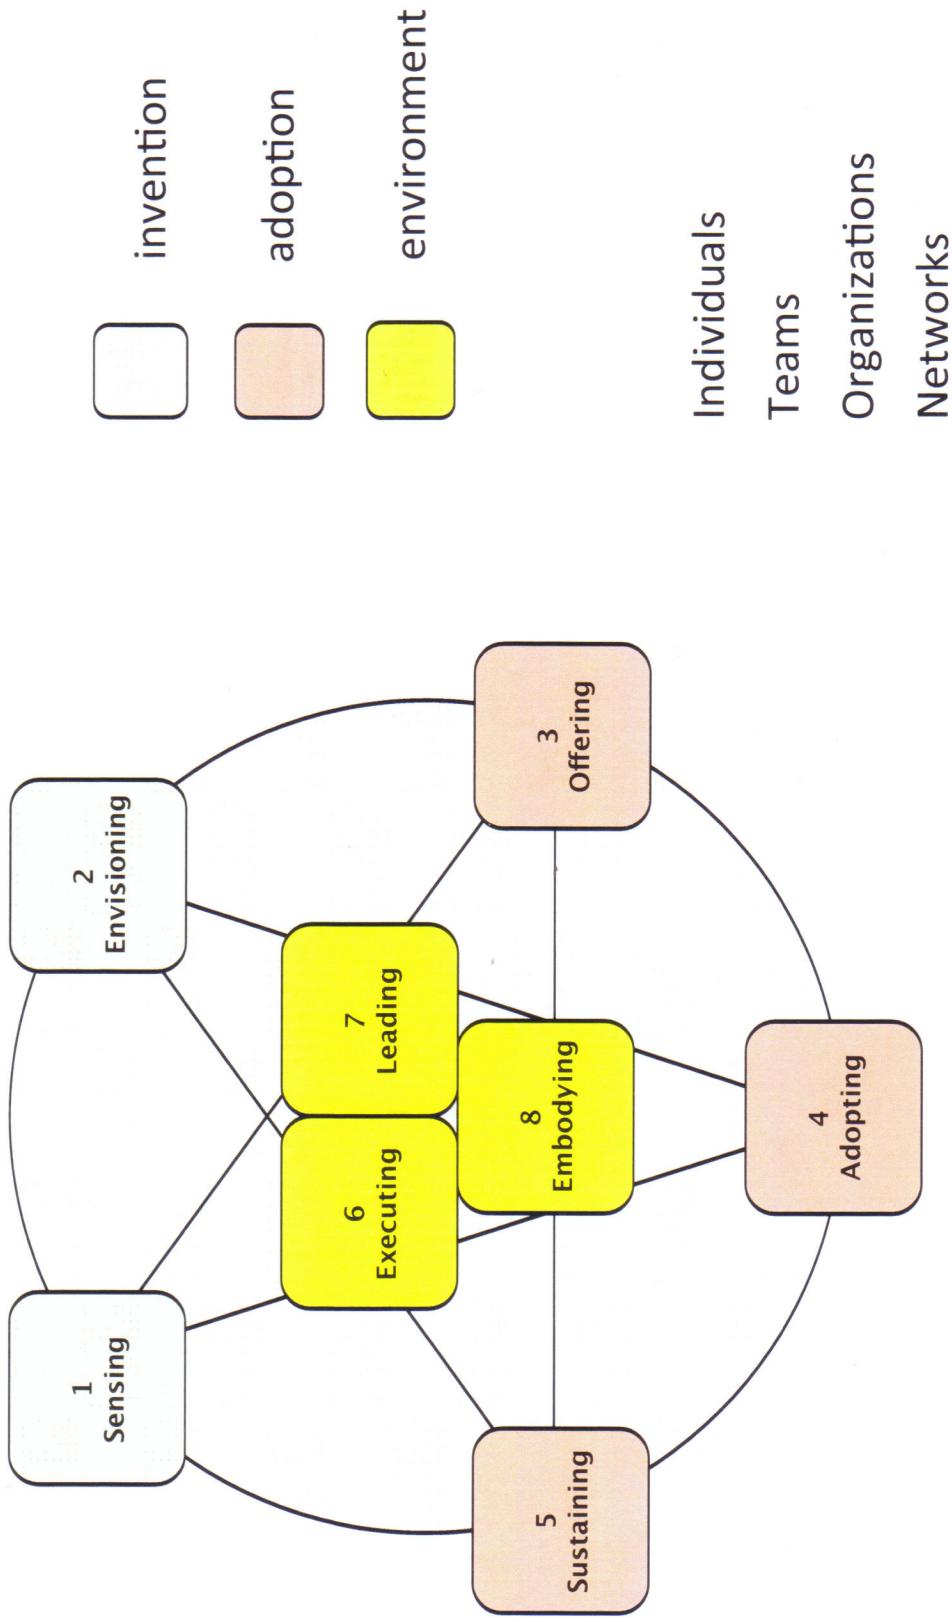 1
Sensing
2
Envisioning
3
Offering
4
Adopting
5
Sustaining
6
Executing
7
Leading
8
Embodying
invention
adoption
environment
Individuals
Teams
Organizations
Networks